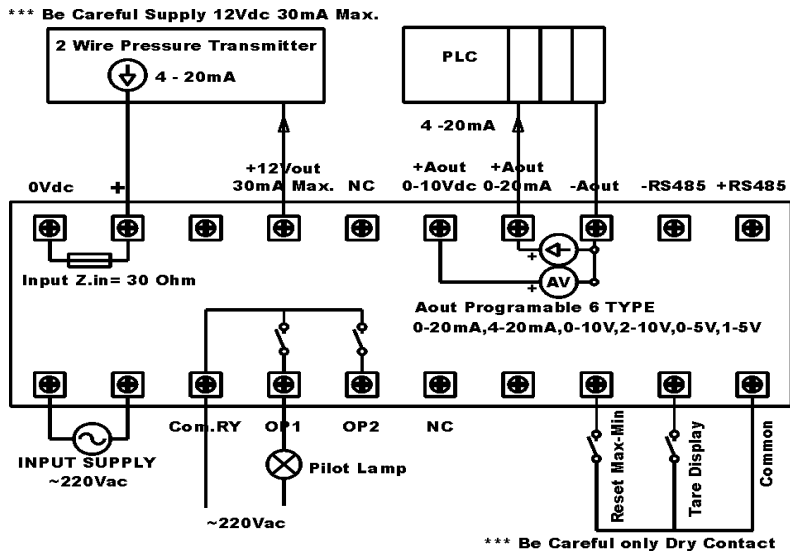 *** Be Careful Supply 12Vdc 30mA Max.
2 Wire Pressure Transmitter
4 - 20mA
PLC
4 -20mA
0Vdc
+
+12Vout
30mA Max.
NC
+Aout
0-10Vdc
+Aout
0-20mA
-Aout
-RS485
+RS485
Input Z.in= 30 Ohm
+
AV
+
Aout Programable 6 TYPE
0-20mA,4-20mA,0-10V,2-10V,0-5V,1-5V
Com.RY
OP1
OP2
NC
INPUT SUPPLY
~220Vac
Pilot Lamp
~220Vac
Reset Max-Min
Tare Display
Common
*** Be Careful only Dry Contact